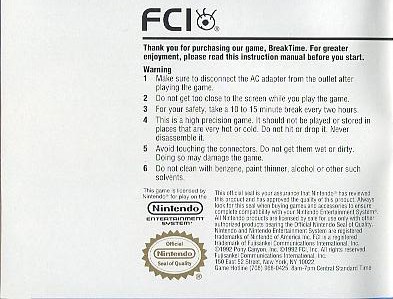 FCI®
Thank you for purchasing our game, BreakTime. For greater
enjoyment, please read this instruction manual before you start.
Warning
1 Make sure to disconnect the AC adapter from the outlet after
playing the game.
2 Do not get too close to the screen while you play the game.
3 For your safety, take a 10 to 15 minute break every two hours.
4 This is a high precision game. It should not be played or stored in
places that are very hot or cold. Do not hit or drop it. Never
disassemble it.
5 Avoid touching the connectors. Do not get them wet or dirty.
Doing so may damage the game.
6 Do not clean with benzene, paint thinner, alcohol or other such
solvents.
This game is licensed by
Nintendo® for play on the
Nintendo
ENTERTAINMENT
SYSTEM®
Official
Nintendo
Seal of Quality
This official seal is your assurance that Nintendo® has reviewed
this product and has approved the quality of this product. Always
look for this seal when buying games and accessories to ensure
complete compatibility with your Nintendo Entertainment System®.
All Nintendo products are licensed by sale for use only with other
authorized products bearing the Official Nintendo Seal of Quality.
Nintendo and Nintendo Entertainment System are registered
trademarks of Nintendo of America Inc. FCI is a registered
trademark of Fujisankei Communications International, Inc.
©1992 Pony Canyon, Inc. ©1992 FCI, Inc. All rights reserved.
Fujisankei Communications International, Inc.
150 East 52 Street, New York, NY 10022
Game Hotline (708) 968-0425 8am-7pm Central Standard Time